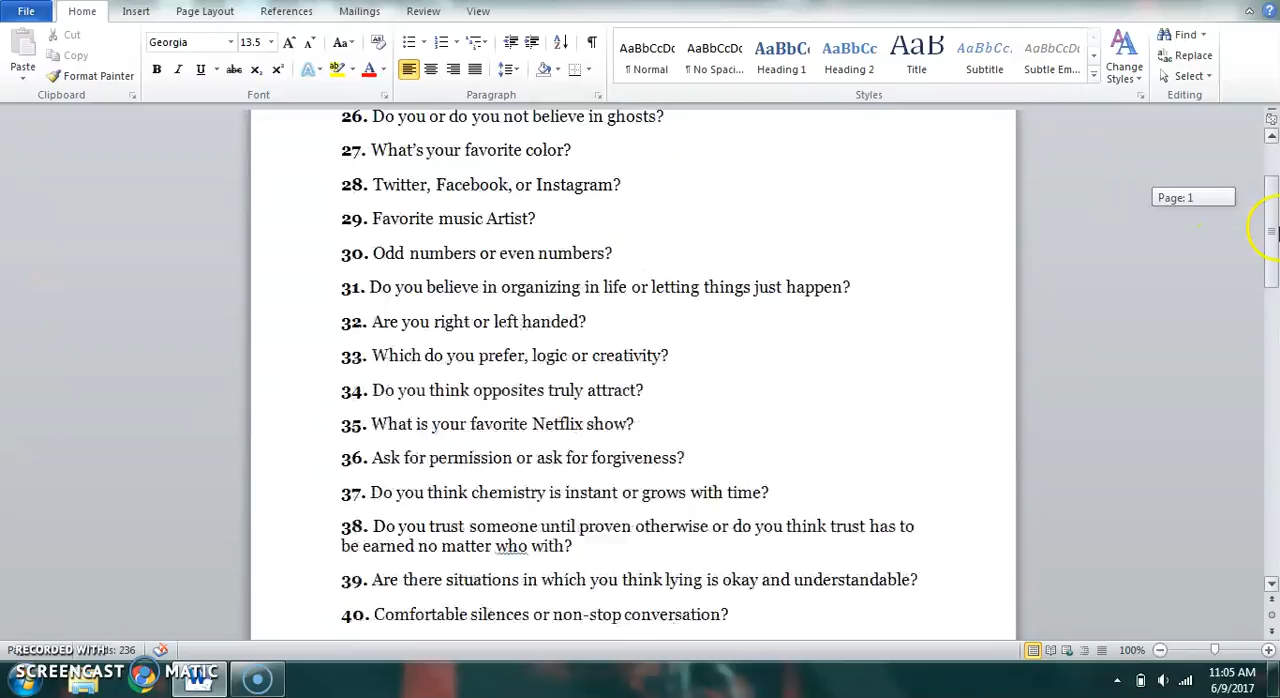 File Home Insert Page Layout References Mailings Review View
Cut
Copy
Format Painter
Paste
Clipboard
Georgia 13.5
Font
Paragraph
AaBbCcDc AaBbCcDc AaBbCc AaBbCc AaB AaBbCcL AaBbCcDc
¶ Normal ¶ No Spaci... Heading 1 Heading 2 Title Subtitle Subtle Em...
Change Styles
Styles
Find
Replace
Select
Editing
26. Do you or do you not believe in ghosts?
27. What's your favorite color?
28. Twitter, Facebook, or Instagram?
29. Favorite music Artist?
30. Odd numbers or even numbers?
31. Do you believe in organizing in life or letting things just happen?
32. Are you right or left handed?
33. Which do you prefer, logic or creativity?
34. Do you think opposites truly attract?
35. What is your favorite Netflix show?
36. Ask for permission or ask for forgiveness?
37. Do you think chemistry is instant or grows with time?
38. Do you trust someone until proven otherwise or do you think trust has to
be earned no matter who with?
39. Are there situations in which you think lying is okay and understandable?
40. Comfortable silences or non-stop conversation?
Page: 1
RECORDED WITH
236
100%
SCREENCAST MATIC
11:05 AM
6/9/2017